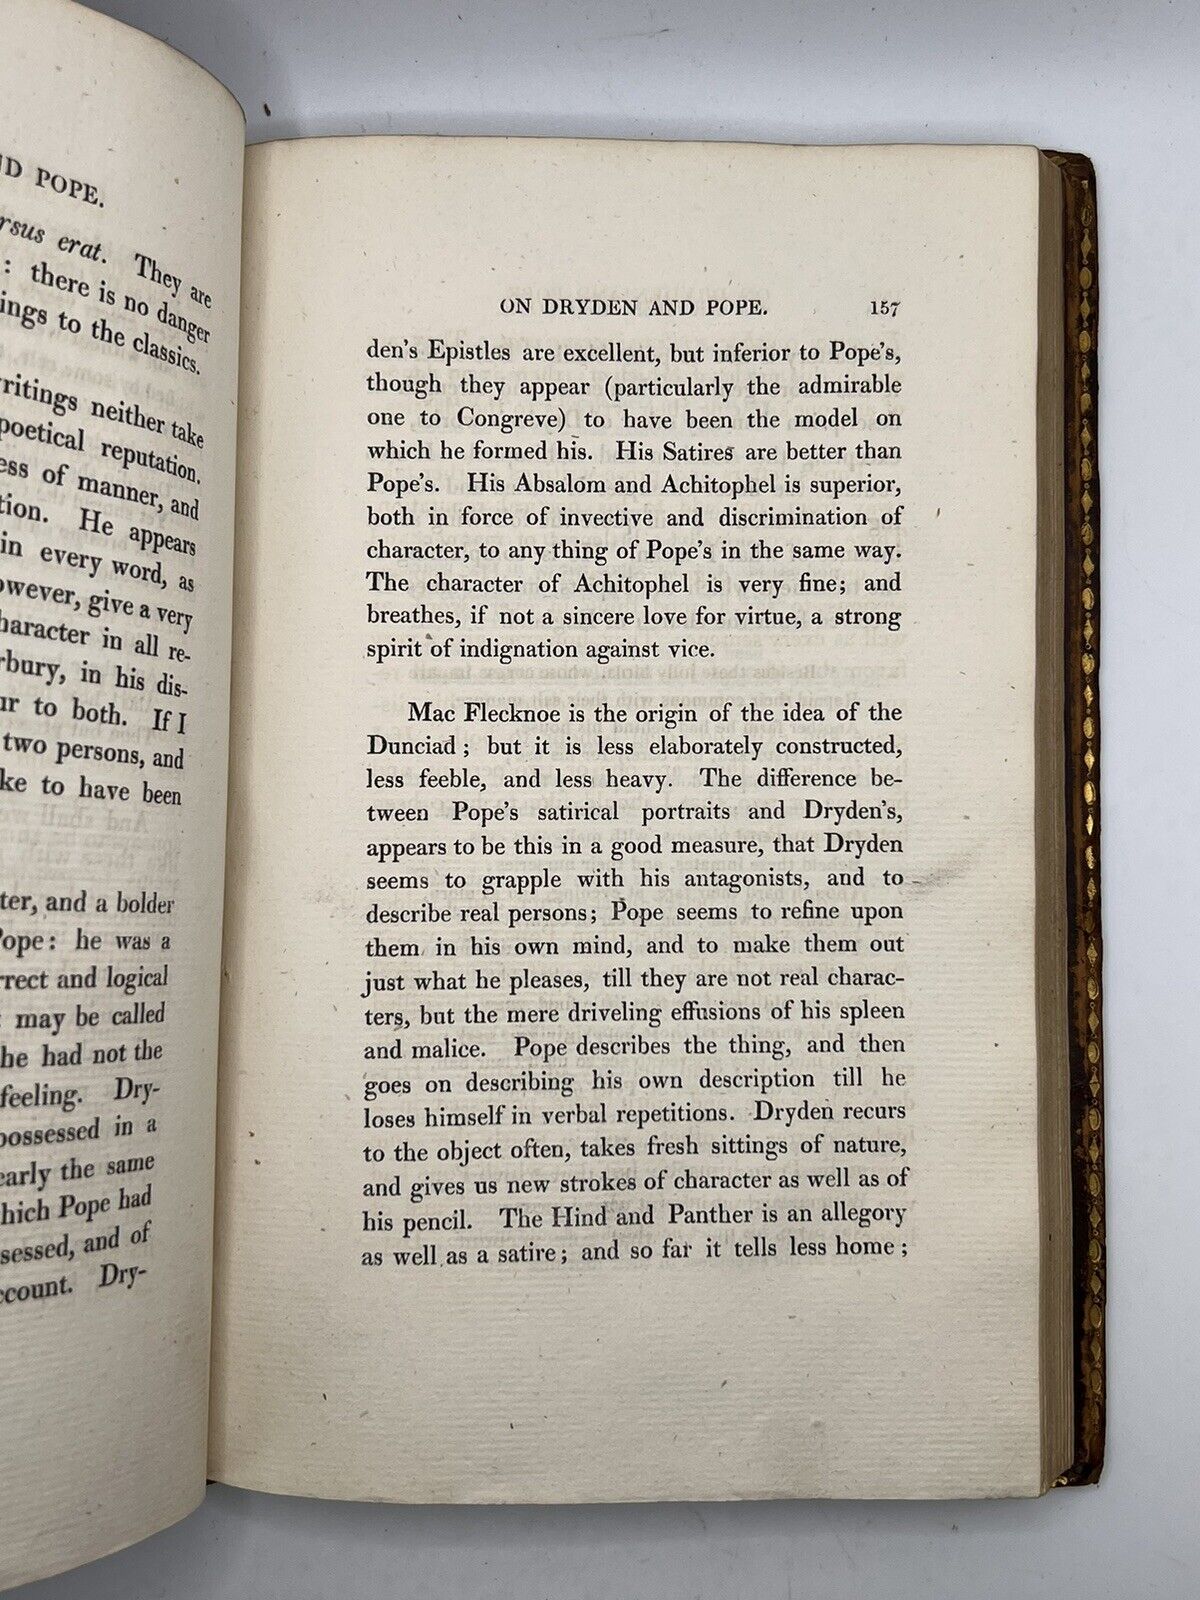 ND POPE.
rsus erat. They are
: there is no danger
ings to the classics.
writings neither take
poetical reputation.
ess of manner, and
tion. He appears
in every word, as
owever, give a very
haracter in all re-
rbury, in his dis-
ur to both. If I
two persons, and
ke to have been
ter, and a bolder
Pope: he was a
rrect and logical
may be called
he had not the
feeling. Dry-
possessed in a
early the same
hich Pope had
ssessed, and of
ccount. Dry-
ON DRYDEN AND POPE. 157
den's Epistles are excellent, but inferior to Pope's,
though they appear (particularly the admirable
one to Congreve) to have been the model on
which he formed his. His Satires are better than
Pope's. His Absalom and Achitophel is superior,
both in force of invective and discrimination of
character, to any thing of Pope's in the same way.
The character of Achitophel is very fine; and
breathes, if not a sincere love for virtue, a strong
spirit of indignation against vice.
Mac Flecknoe is the origin of the idea of the
Dunciad; but it is less elaborately constructed,
less feeble, and less heavy. The difference be-
tween Pope's satirical portraits and Dryden's,
appears to be this in a good measure, that Dryden
seems to grapple with his antagonists, and to
describe real persons; Pope seems to refine upon
them in his own mind, and to make them out
just what he pleases, till they are not real charac-
ters, but the mere driveling effusions of his spleen
and malice. Pope describes the thing, and then
goes on describing his own description till he
loses himself in verbal repetitions. Dryden recurs
to the object often, takes fresh sittings of nature,
and gives us new strokes of character as well as of
his pencil. The Hind and Panther is an allegory
as well as a satire; and so far it tells less home;